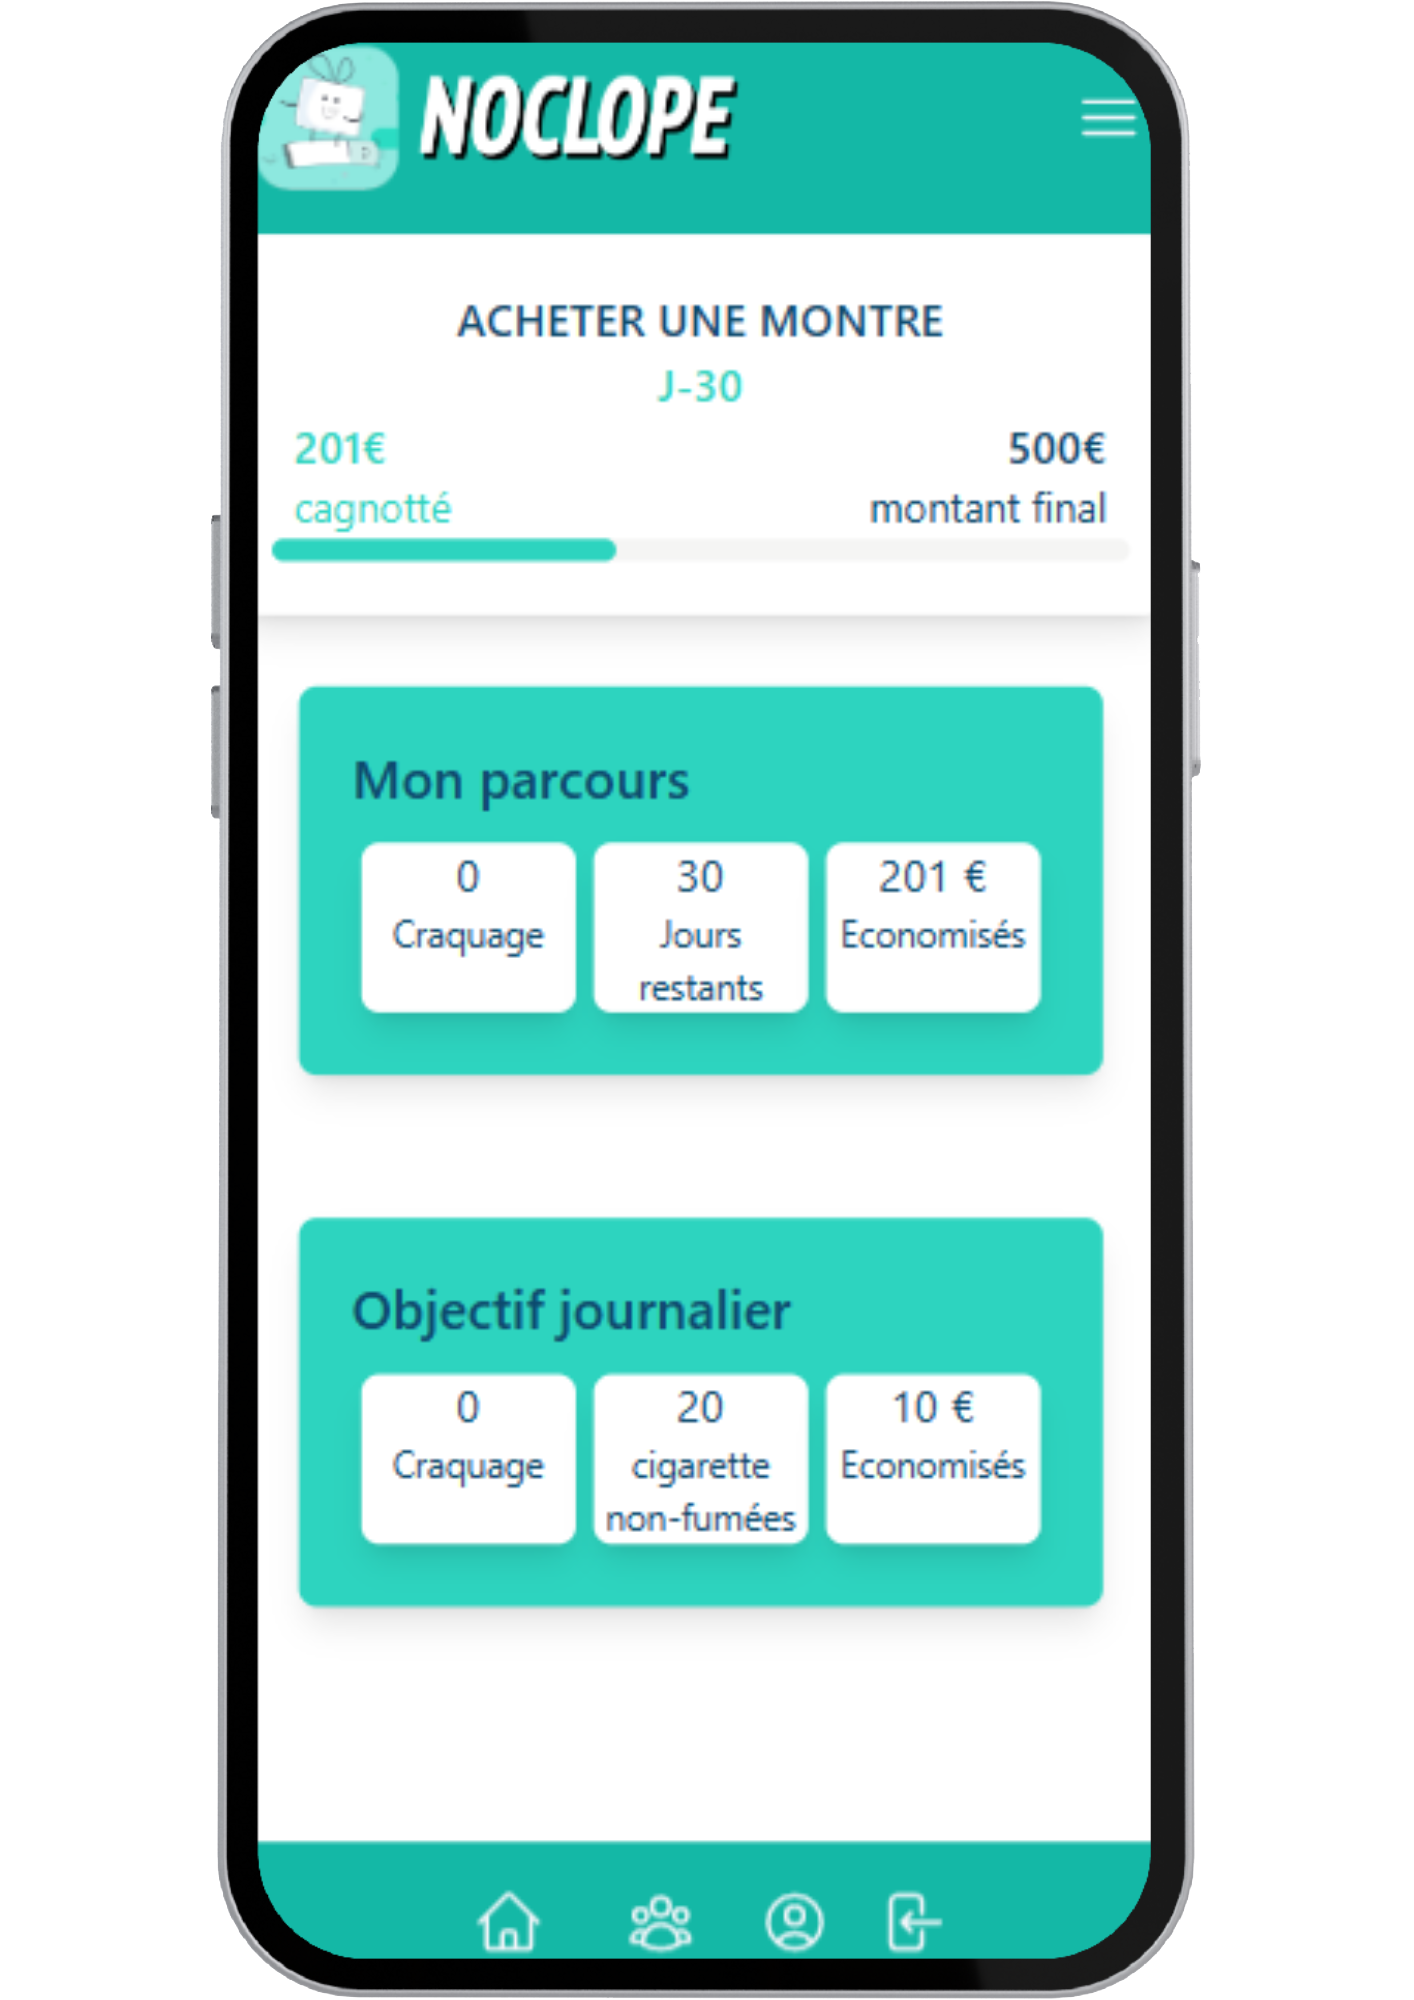 NOCLOPE
ACHETER UNE MONTRE
J-30
201€
500€
cagnotté
montant final
Mon parcours
0
30
201 €
Craquage
Jours
Economisés
restants
Objectif journalier
0
20
10 €
Craquage
cigarette
Economisés
non-fumées